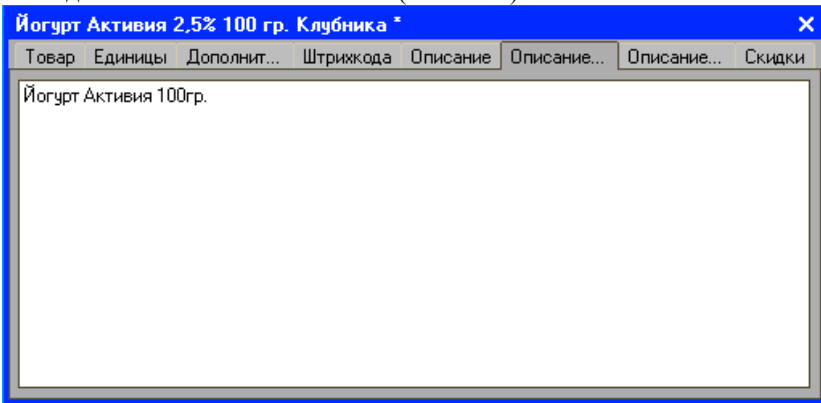 Йогурт Активия 2,5% 100 гр. Клубника *
Товар Единицы Дополнит... Штрихкода Описание Описание... Описание... Скидки
Йогурт Активия 100гр.